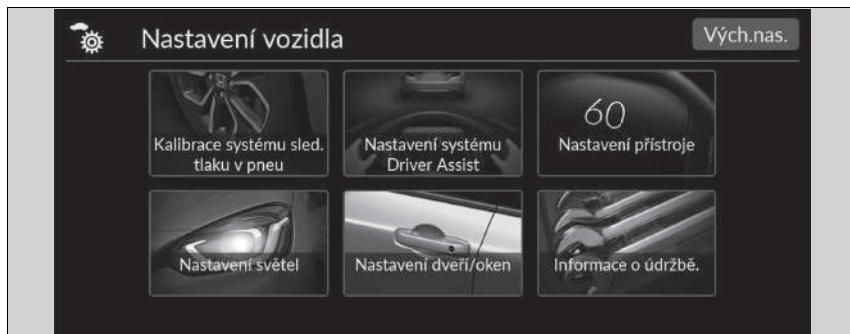 Nastavení vozidla
Vých.nas.
Kalibrace systému sled.
tlaku v pneu
Nastavení systému
Driver Assist
60
Nastavení přístroje
Nastavení světel
Nastavení dveří/oken
Informace o údržbě.